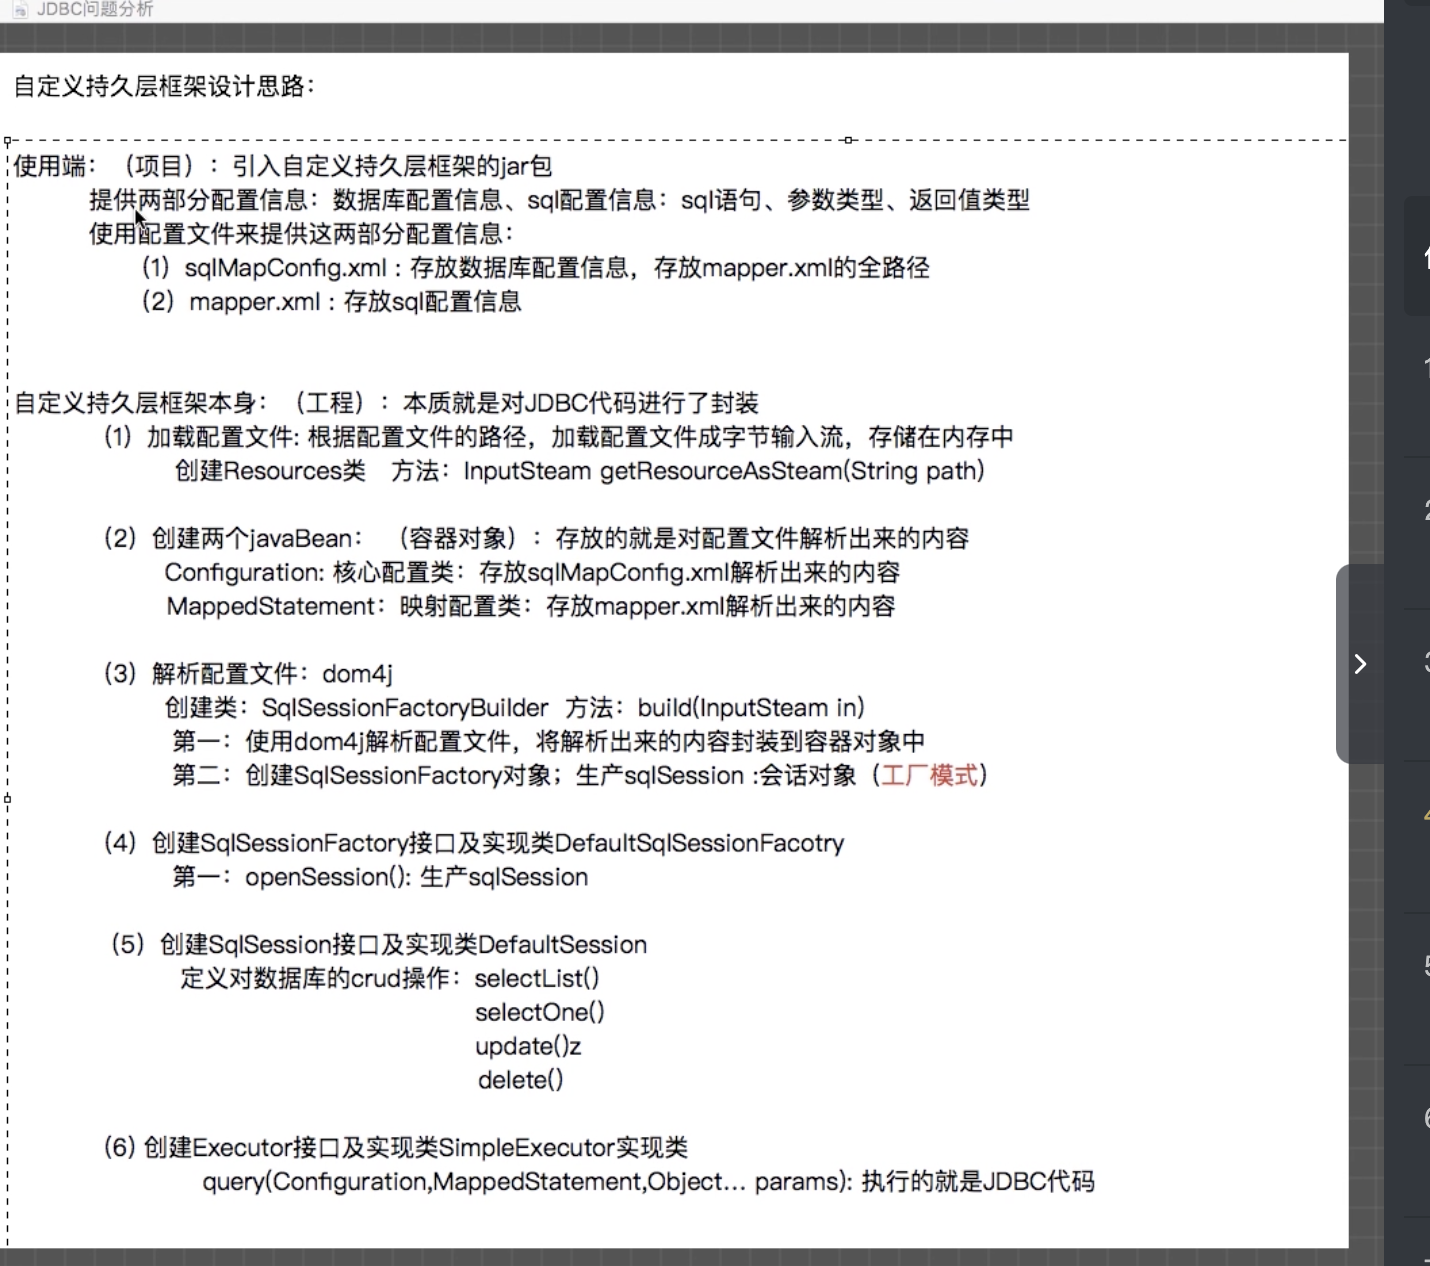 JDBC问题分析
自定义持久层框架设计思路：
使用端：（项目）：引入自定义持久层框架的jar包
提供两部分配置信息：数据库配置信息、sql配置信息：sql语句、参数类型、返回值类型
使用配置文件来提供这两部分配置信息：
（1）sqlMapConfig.xml : 存放数据库配置信息，存放mapper.xml的全路径
（2）mapper.xml : 存放sql配置信息
自定义持久层框架本身：（工程）：本质就是对JDBC代码进行了封装
（1）加载配置文件: 根据配置文件的路径，加载配置文件成字节输入流，存储在内存中
创建Resources类 方法：InputSteam getResourceAsSteam(String path)
（2）创建两个javaBean：（容器对象）：存放的就是对配置文件解析出来的内容
Configuration: 核心配置类：存放sqlMapConfig.xml解析出来的内容
MappedStatement：映射配置类：存放mapper.xml解析出来的内容
（3）解析配置文件：dom4j
创建类：SqlSessionFactoryBuilder 方法：build(InputSteam in)
第一：使用dom4j解析配置文件，将解析出来的内容封装到容器对象中
第二：创建SqlSessionFactory对象；生产sqlSession :会话对象（工厂模式）
（4）创建SqlSessionFactory接口及实现类DefaultSqlSessionFacotry
第一：openSession(): 生产sqlSession
（5）创建SqlSession接口及实现类DefaultSession
定义对数据库的crud操作：selectList()
selectOne()
update()z
delete()
(6) 创建Executor接口及实现类SimpleExecutor实现类
query(Configuration,MappedStatement,Object... params): 执行的就是JDBC代码